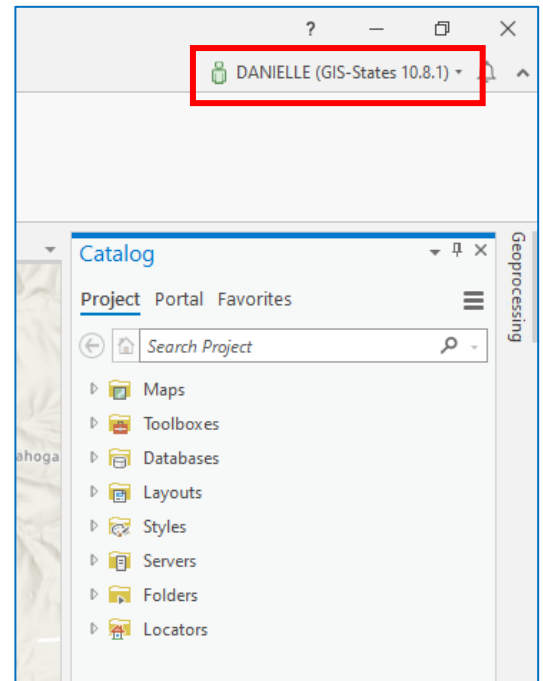 ?
DANIELLE (GIS-States 10.8.1)
Catalog
Project Portal Favorites
Search Project
Maps
Toolboxes
Databases
Layouts
Styles
Servers
Folders
Locators
Geoprocessing
ahoga